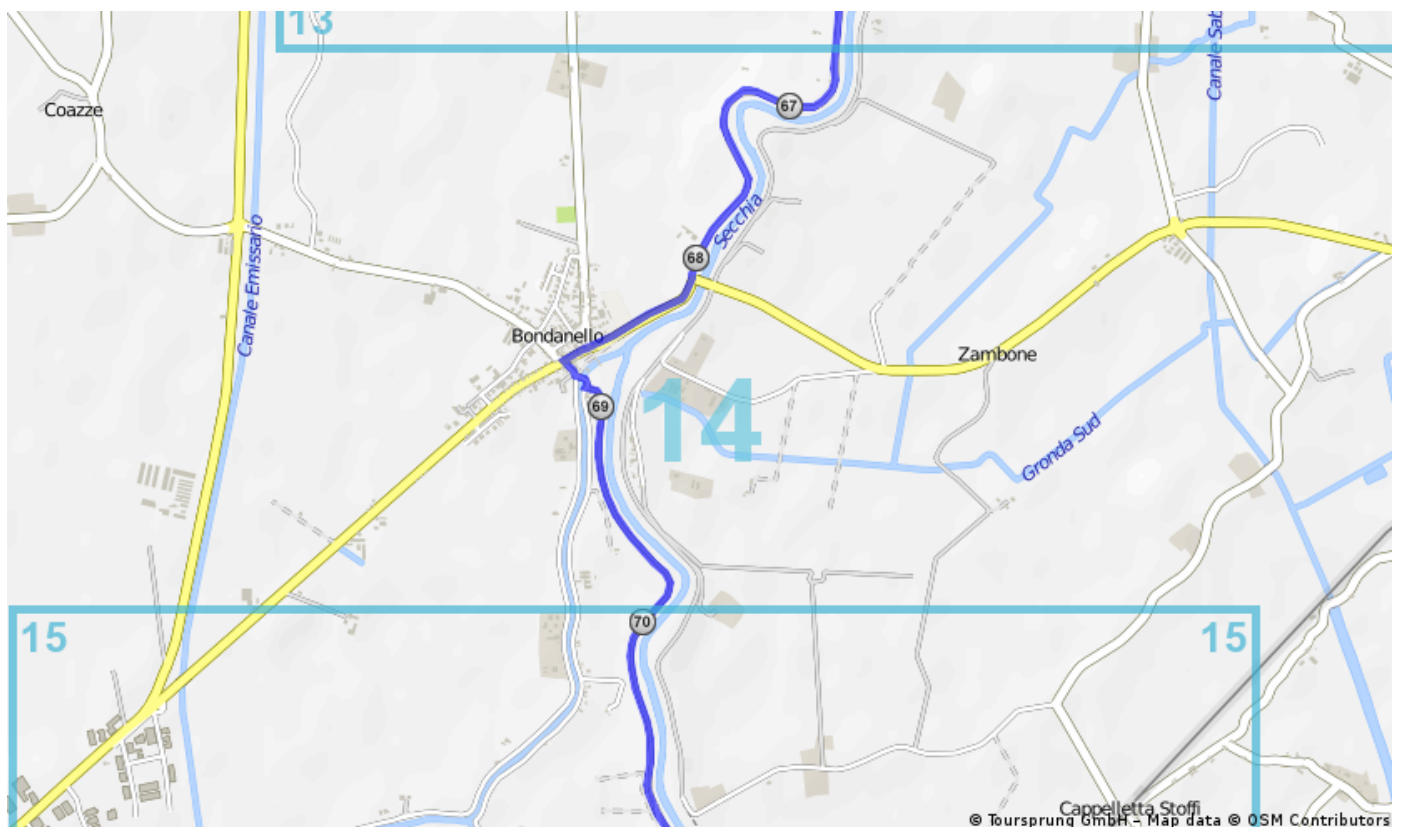 13
Coazze
67
Canale Sab
Secchia
Canale Emissario
68
Bondanello
Zambone
69
14
Gronda Sud
70
15
15
Cappelletta Stoffi
© Toursprung GmbH – Map data © OSM Contributors